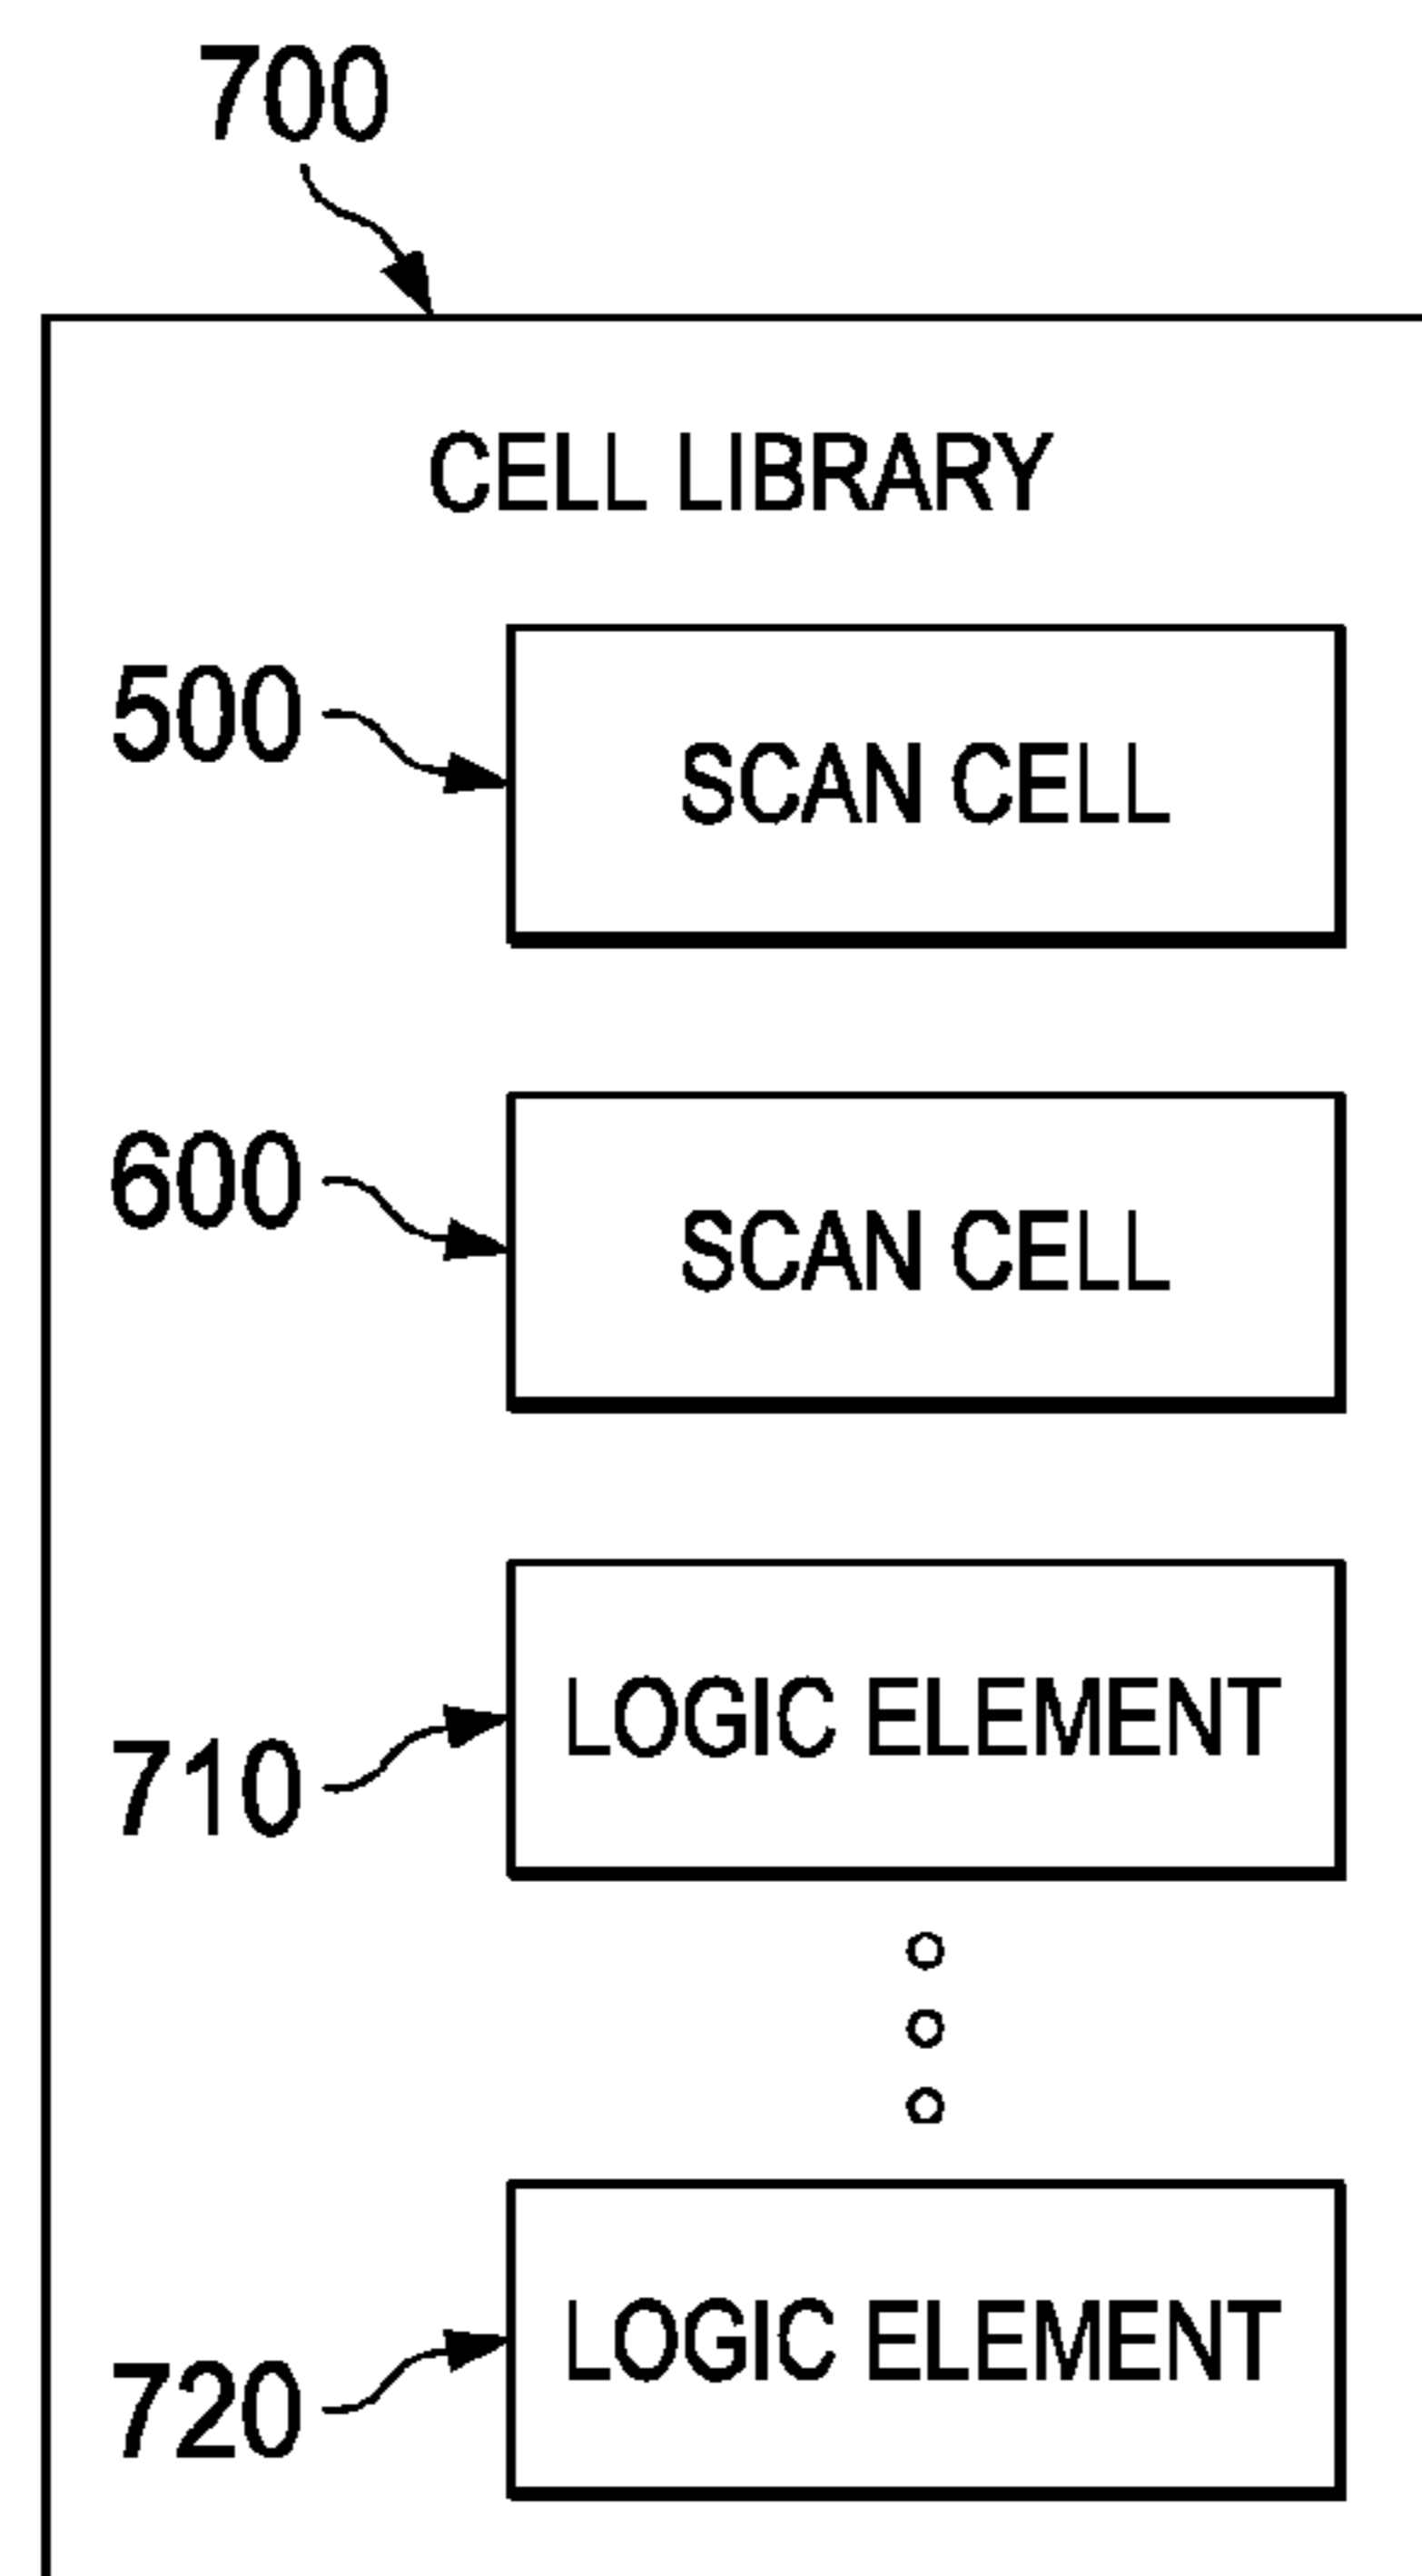 700
CELL LIBRARY
500
SCAN CELL
600
SCAN CELL
LOGIC ELEMENT
710
LOGIC ELEMENT
720